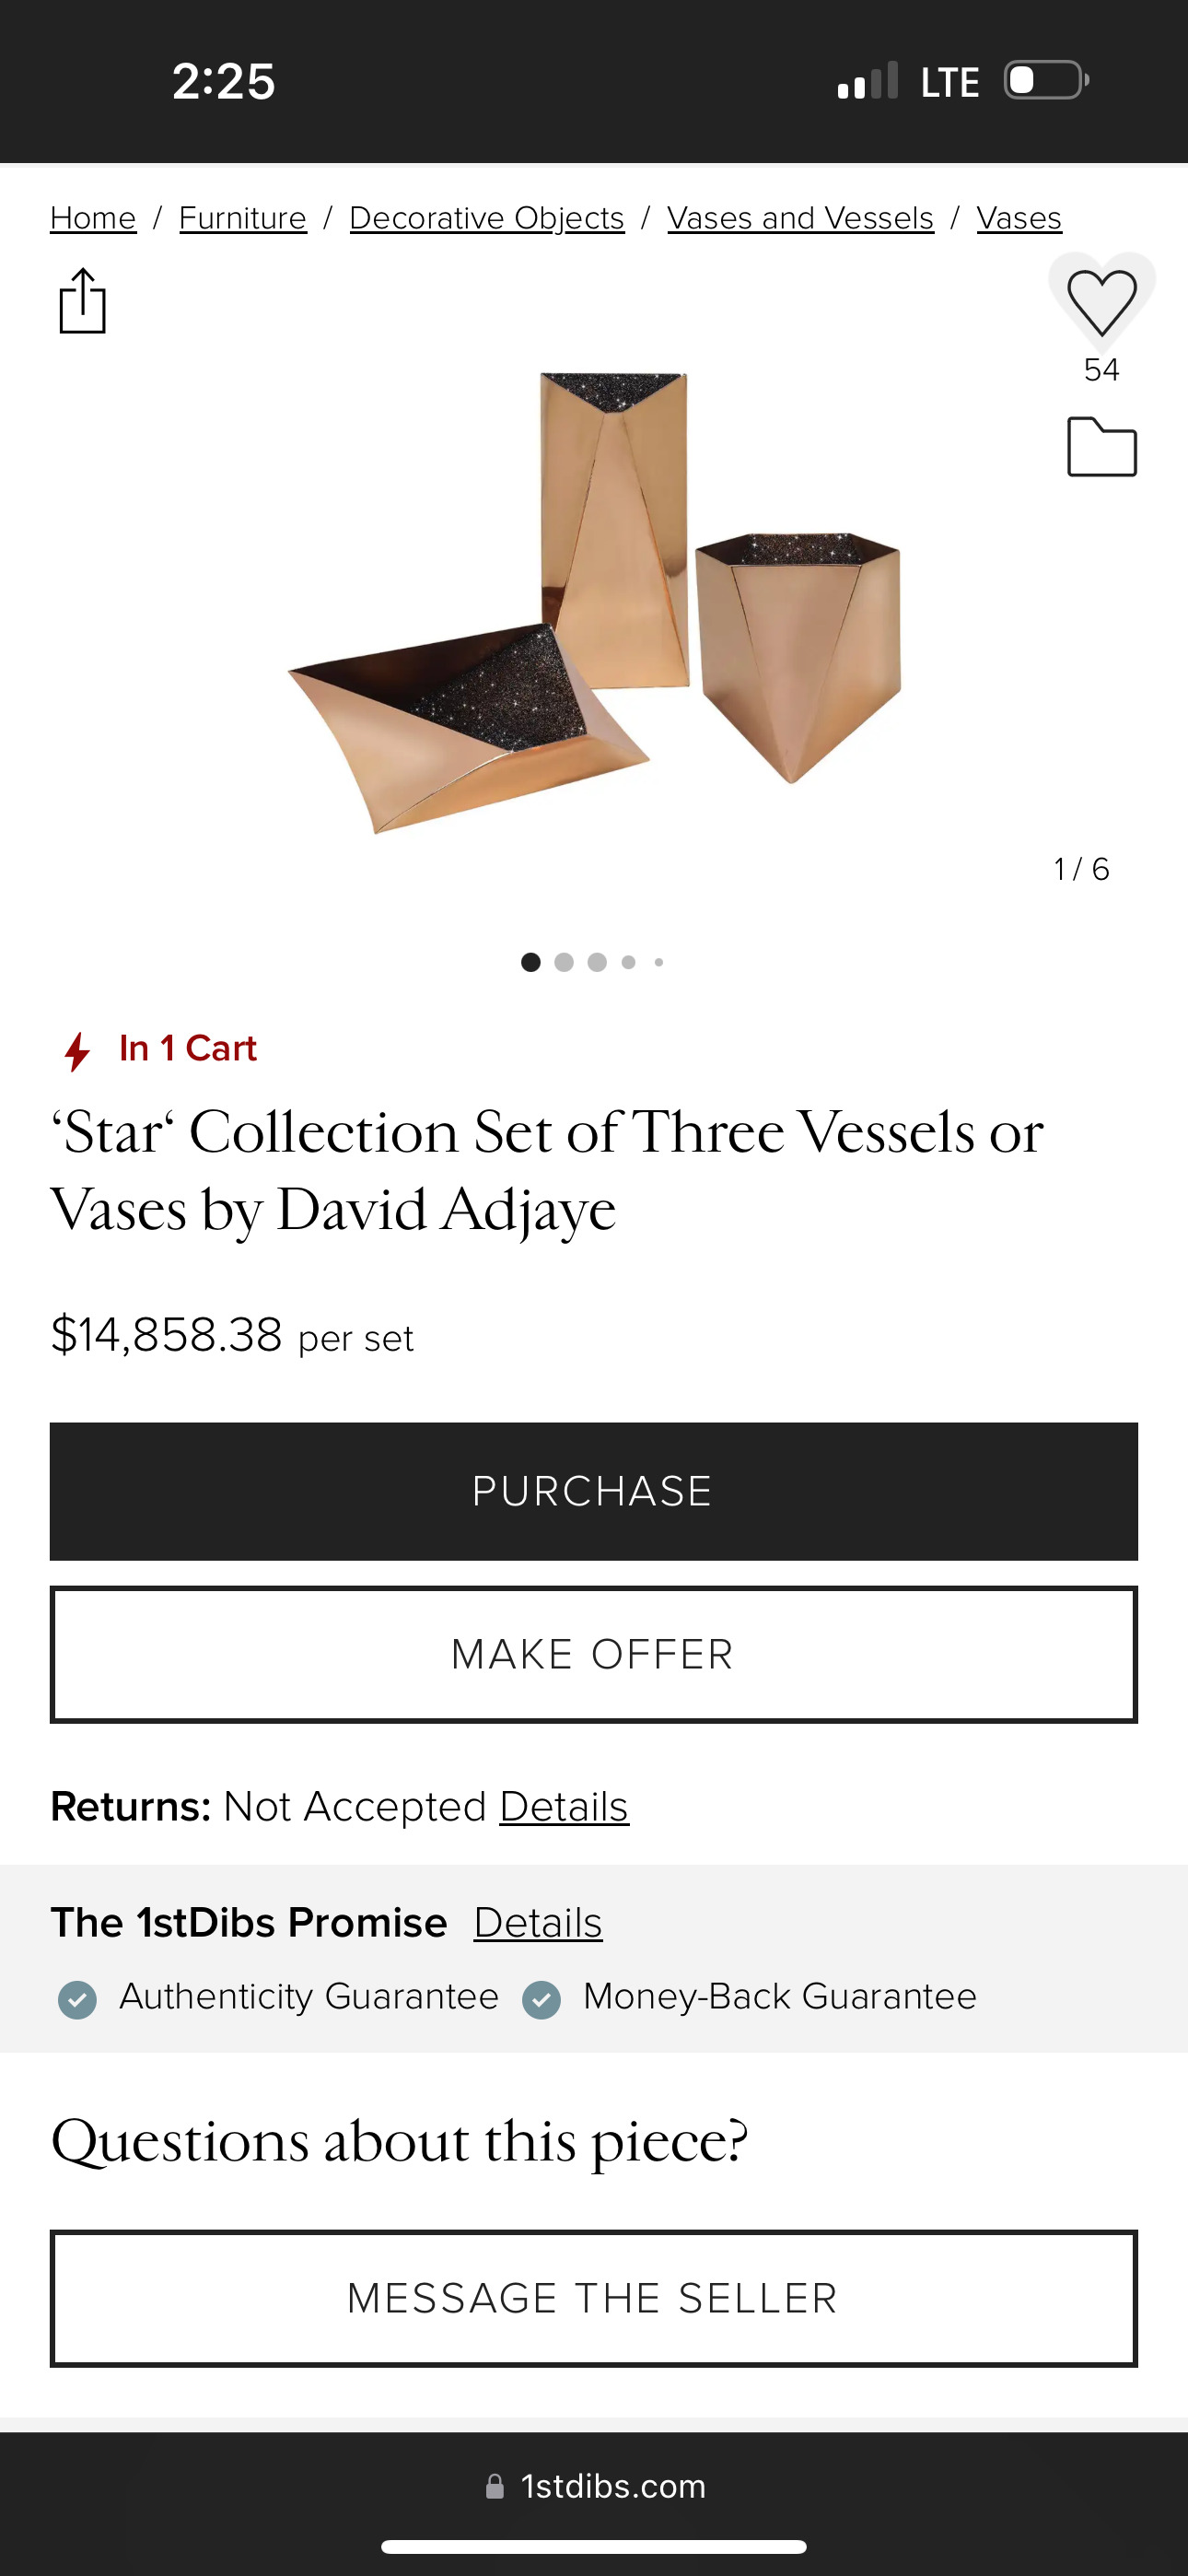 2:25 LTE
Home / Furniture / Decorative Objects / Vases and Vessels / Vases
54
1 / 6
In 1 Cart
‘Star‘ Collection Set of Three Vessels or
Vases by David Adjaye
$14,858.38 per set
PURCHASE
MAKE OFFER
Returns: Not Accepted Details
The 1stDibs Promise Details
Authenticity Guarantee Money-Back Guarantee
Questions about this piece?
MESSAGE THE SELLER
1stdibs.com